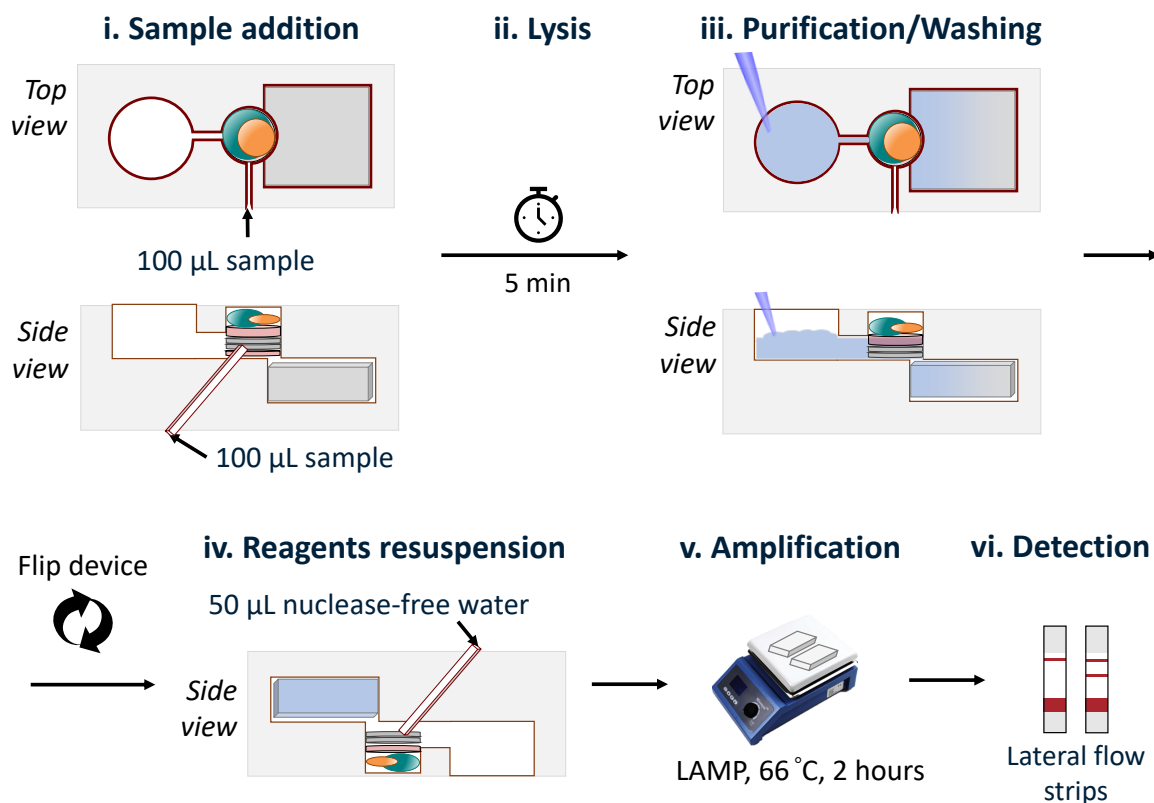 i. Sample addition
ii. Lysis
iii. Purification/Washing
Top
view
100 µL sample
5 min
Top
view
Side
view
100 µL sample
Side
view
Flip device
iv. Reagents resuspension
50 µL nuclease-free water
Side
view
v. Amplification
LAMP, 66 °C, 2 hours
vi. Detection
Lateral flow
strips